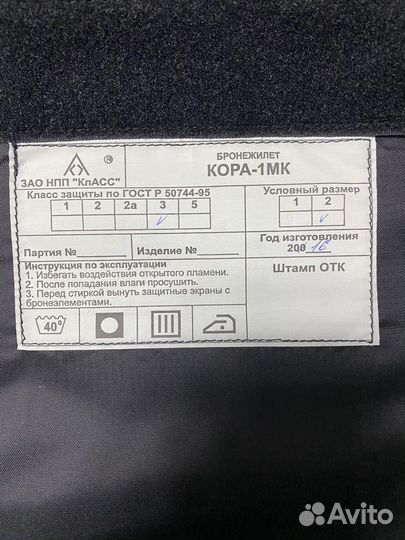 БРОНЕЖИЛЕТ
КОРА-1МК
®
ЗАО НПП "КлАСС"
Класс защиты по ГОСТ Р 50744-95
1 2 2а 3 5
V
Условный размер
1 2
V
Партия №
Изделие №
Год изготовления
200 16
Инструкция по эксплуатации
1. Избегать воздействия открытого пламени.
2. После попадания влаги просушить.
3. Перед стиркой вынуть защитные экраны с
бронеэлементами.
Штамп ОТК
40°
Avito